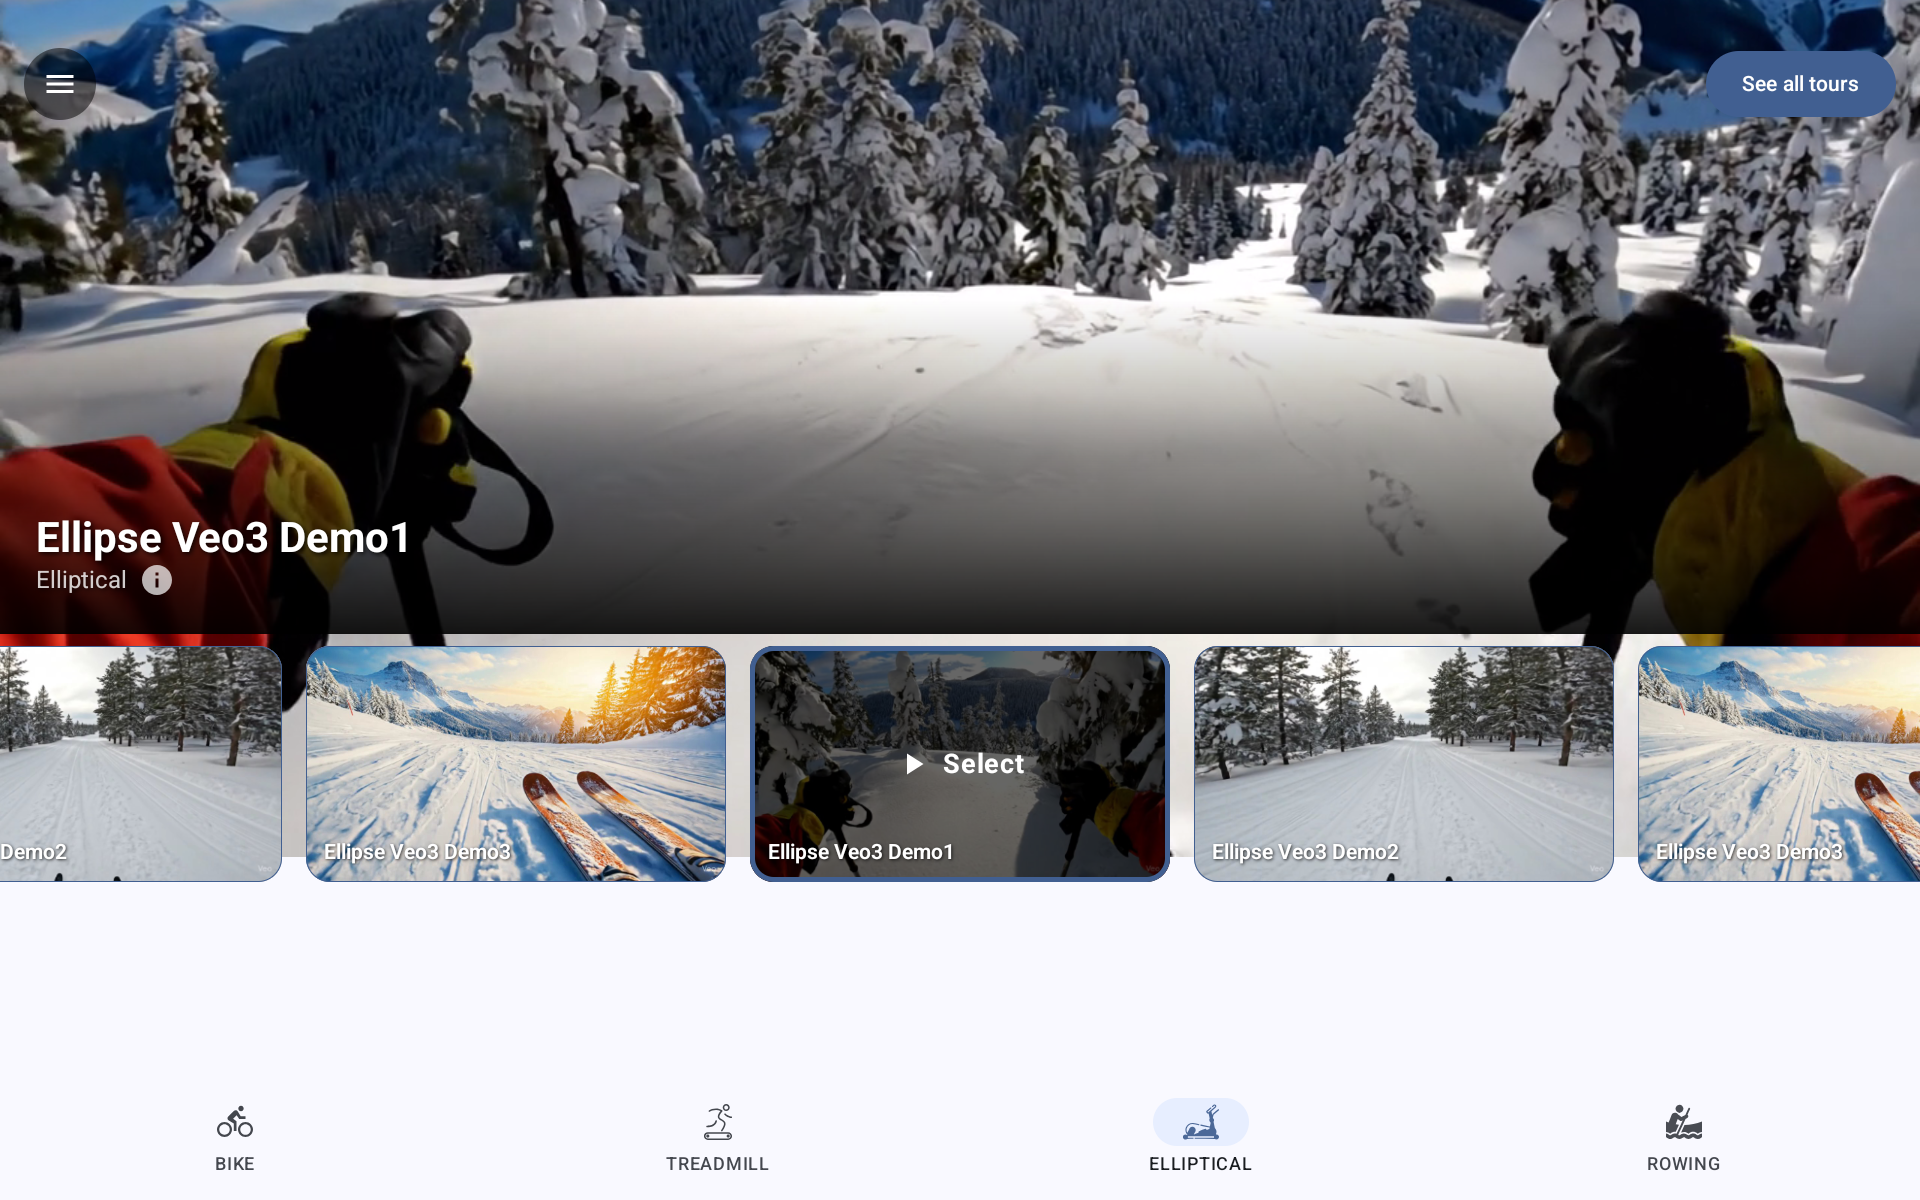 See all tours
Ellipse Veo3 Demo1
Elliptical
Select
Demo2
Ellipse Veo3 Demo3
Ellipse Veo3 Demo1
Ellipse Veo3 Demo2
Ellipse Veo3 Demo3
BIKE
TREADMILL
ELLIPTICAL
ROWING